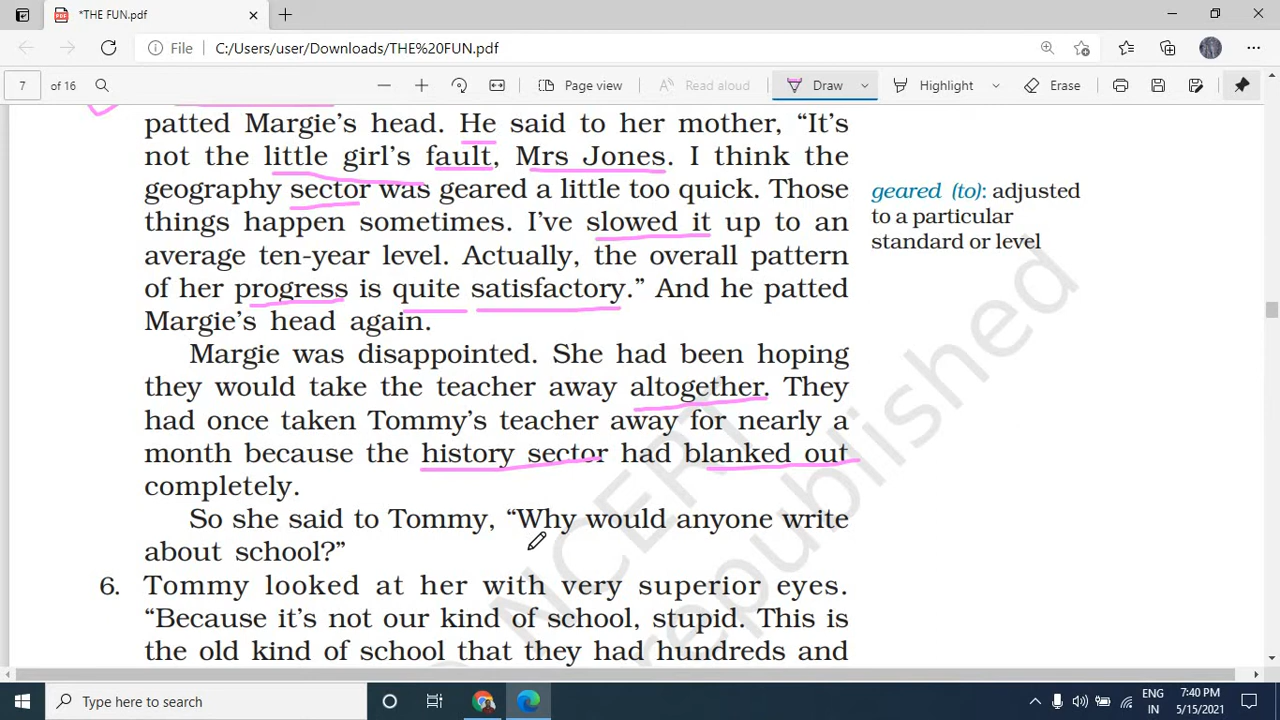 *THE FUN.pdf
File C:/Users/user/Downloads/THE%20FUN.pdf
7 of 16 Page view Read aloud Draw Highlight Erase
patted Margie's head. He said to her mother, “It's
not the little girl's fault, Mrs Jones. I think the
geography sector was geared a little too quick. Those
things happen sometimes. I've slowed it up to an
average ten-year level. Actually, the overall pattern
of her progress is quite satisfactory.” And he patted
Margie's head again.
geared (to): adjusted
to a particular
standard or level
Margie was disappointed. She had been hoping
they would take the teacher away altogether. They
had once taken Tommy's teacher away for nearly a
month because the history sector had blanked out
completely.
So she said to Tommy, “Why would anyone write
about school?”
6. Tommy looked at her with very superior eyes.
“Because it's not our kind of school, stupid. This is
the old kind of school that they had hundreds and
NCERT
republished
Type here to search
ENG
IN
7:40 PM
5/15/2021